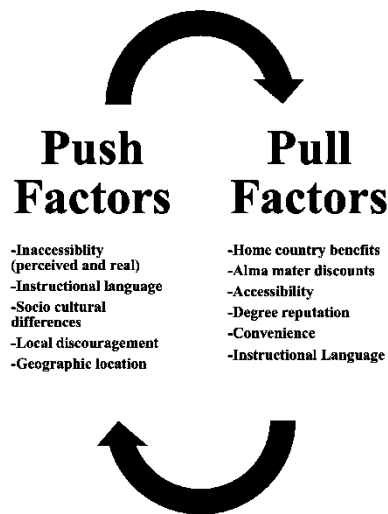 Push
Factors
-Inaccessiblity
(perceived and real)
-Instructional language
-Socio cultural
differences
-Local discouragement
-Geographic location
Pull
Factors
-Home country benefits
-Alma mater discounts
-Accessibility
-Degree reputation
-Convenience
-Instructional Language